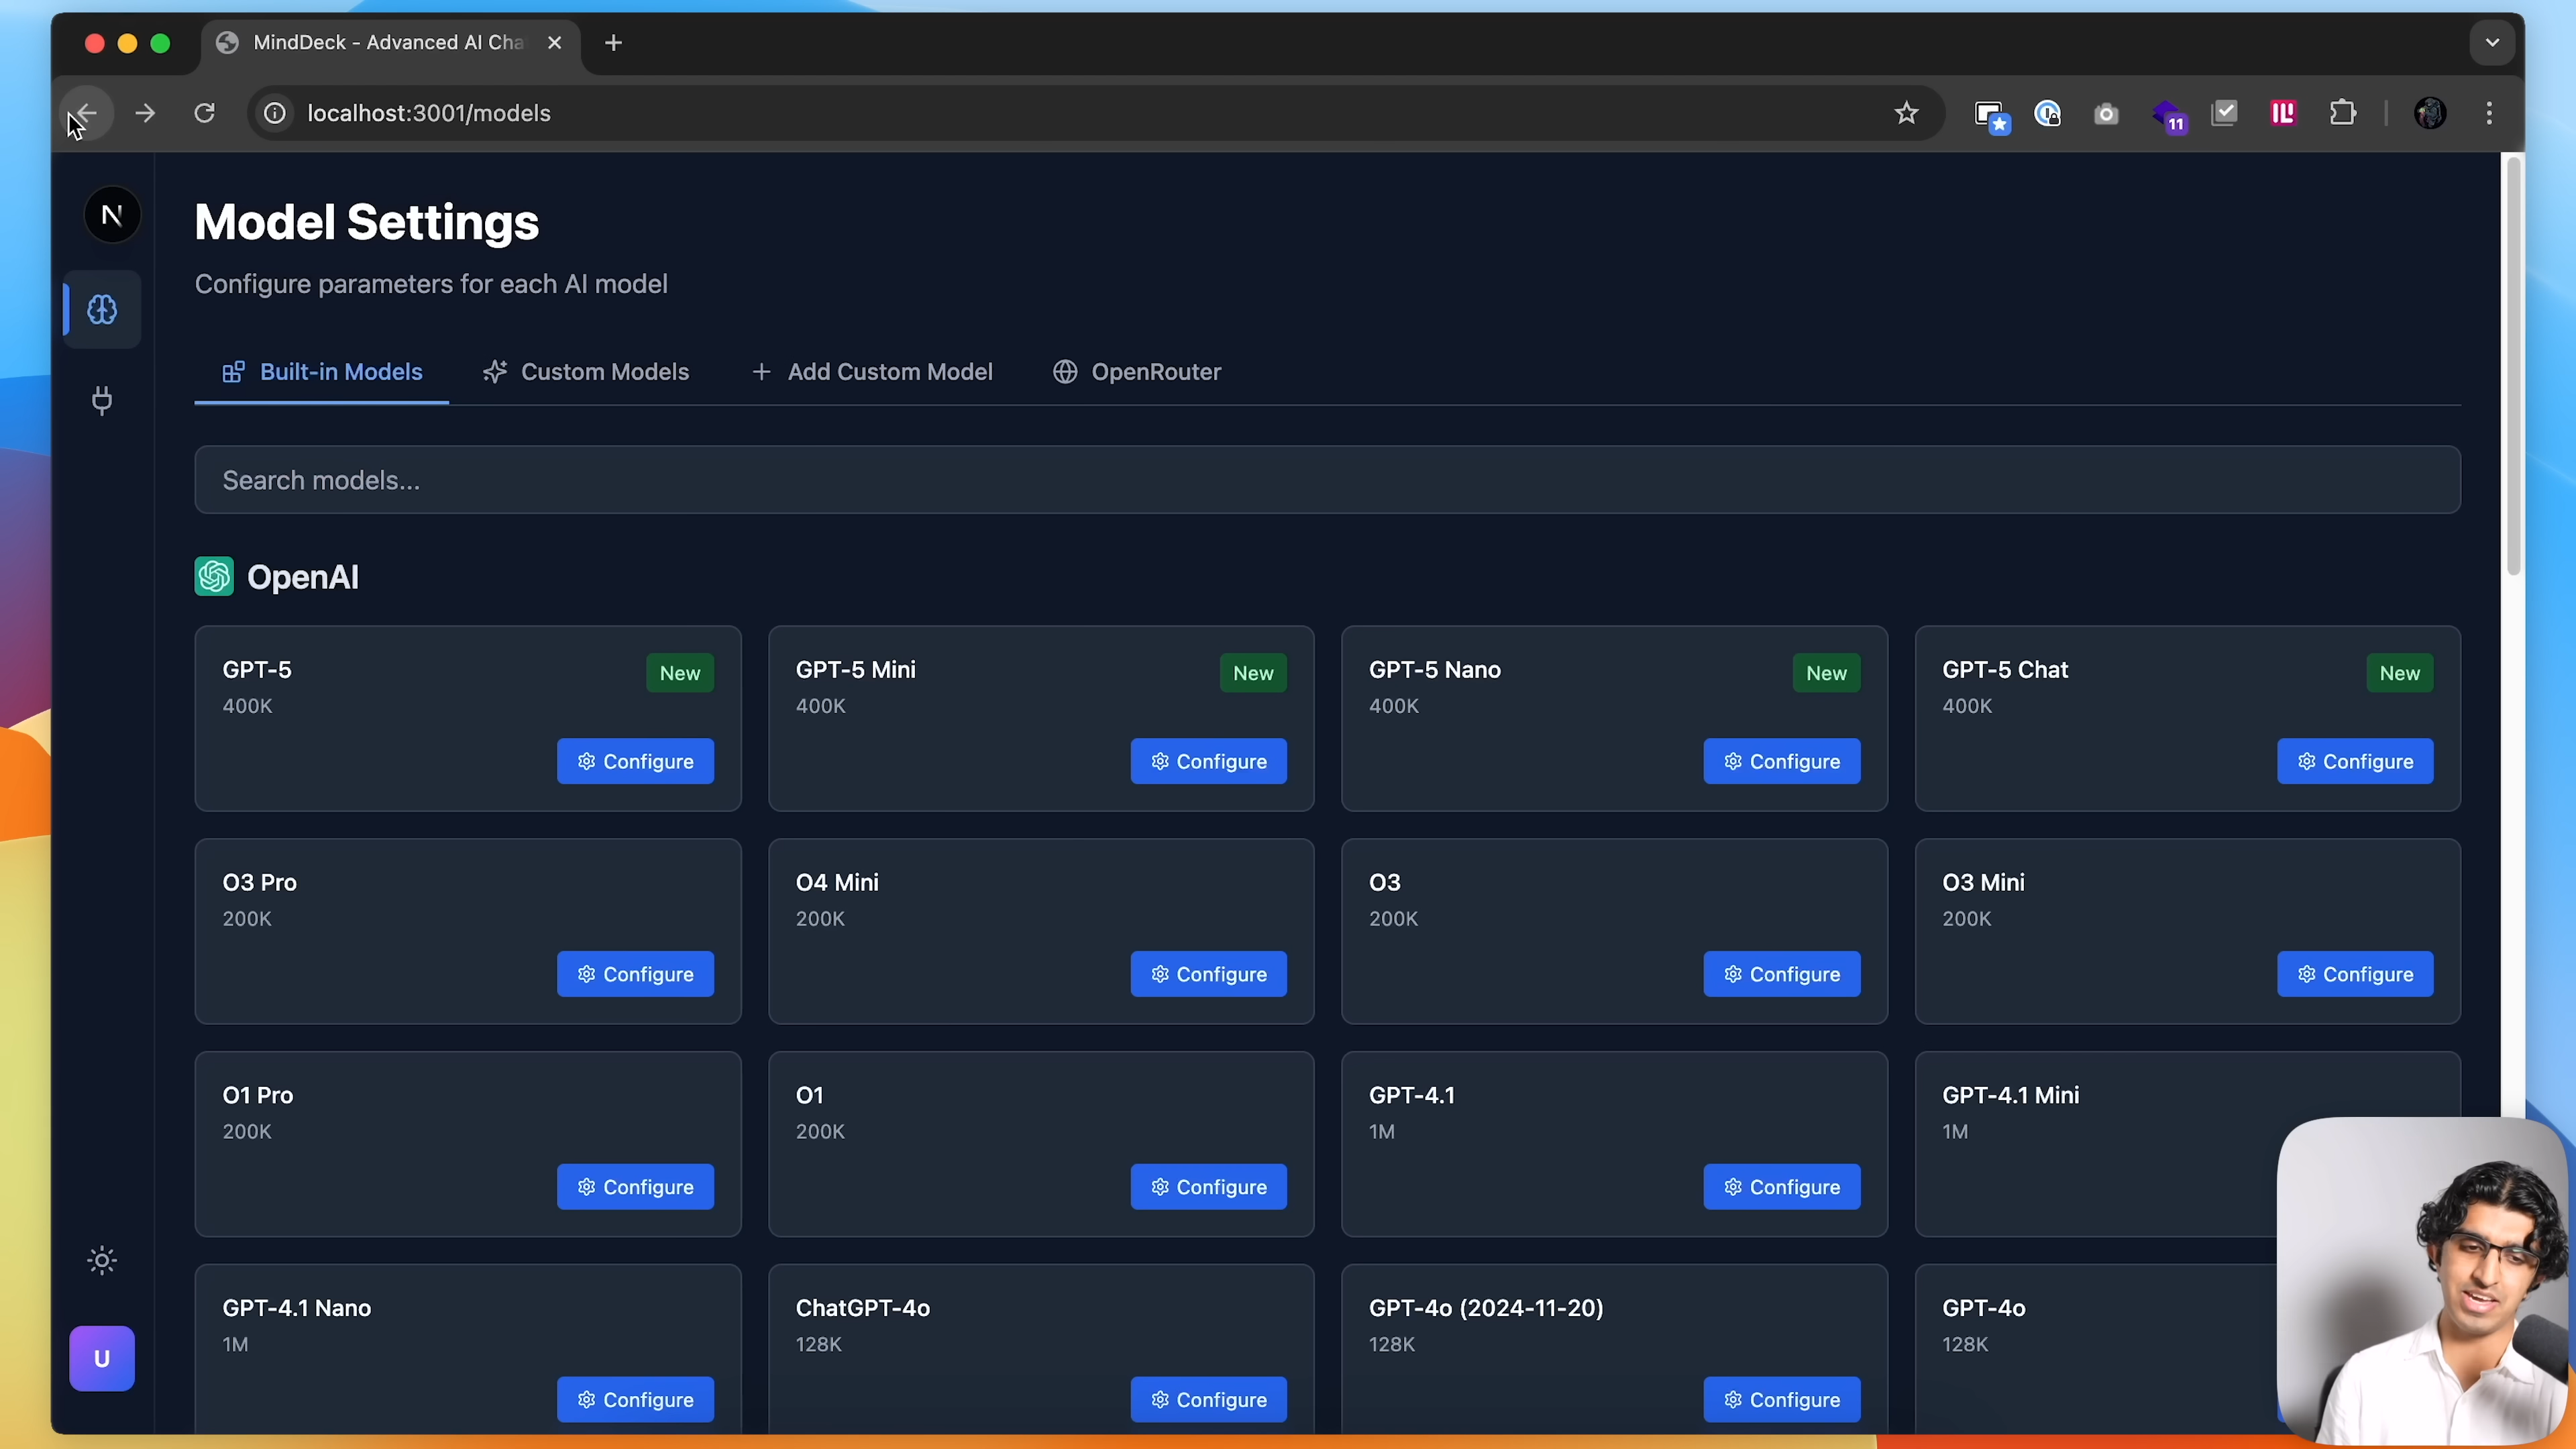 MindDeck - Advanced AI Cha
localhost:3001/models
11
N
Model Settings
Configure parameters for each AI model
Built-in Models
Custom Models
Add Custom Model
OpenRouter
Search models...
OpenAI
GPT-5
New
400K
Configure
GPT-5 Mini
New
400K
Configure
GPT-5 Nano
New
400K
Configure
GPT-5 Chat
New
400K
Configure
O3 Pro
200K
Configure
O4 Mini
200K
Configure
O3
200K
Configure
O3 Mini
200K
Configure
O1 Pro
200K
Configure
O1
200K
Configure
GPT-4.1
1M
Configure
GPT-4.1 Mini
1M
GPT-4.1 Nano
1M
Configure
ChatGPT-4o
128K
Configure
GPT-4o (2024-11-20)
128K
Configure
GPT-4o
128K
U